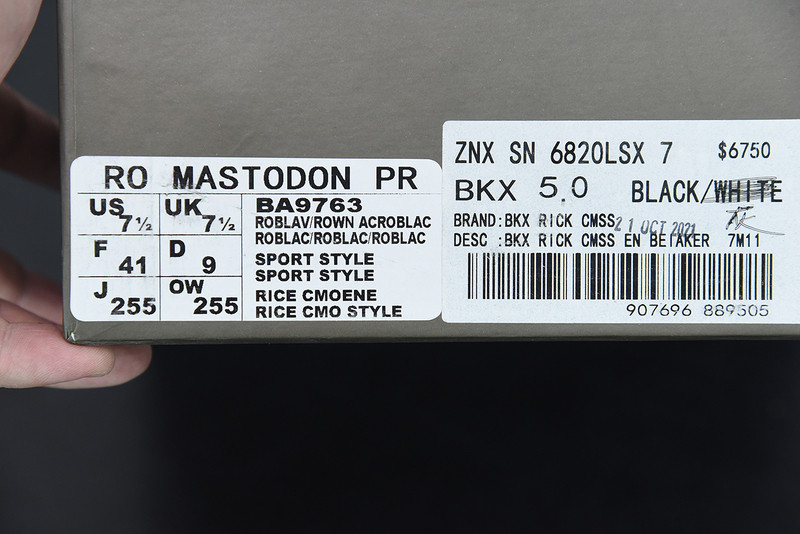 RO MASTODON PR
US 7½ UK 7½
F 41 D 9
J 255 OW 255
BA9763
ROBLAV/ROWN ACROBLAC
ROBLAC/ROBLAC/ROBLAC
SPORT STYLE
SPORT STYLE
RICE CMOENE
RICE CMO STYLE
ZNX SN 6820LSX 7 $6750
BKX 5.0 BLACK/WHITE
BRAND:BKX RICK CMSS 21 OCT 2021
DESC :BKX RICK CMSS EN BETAKER 7M11
907696 889505